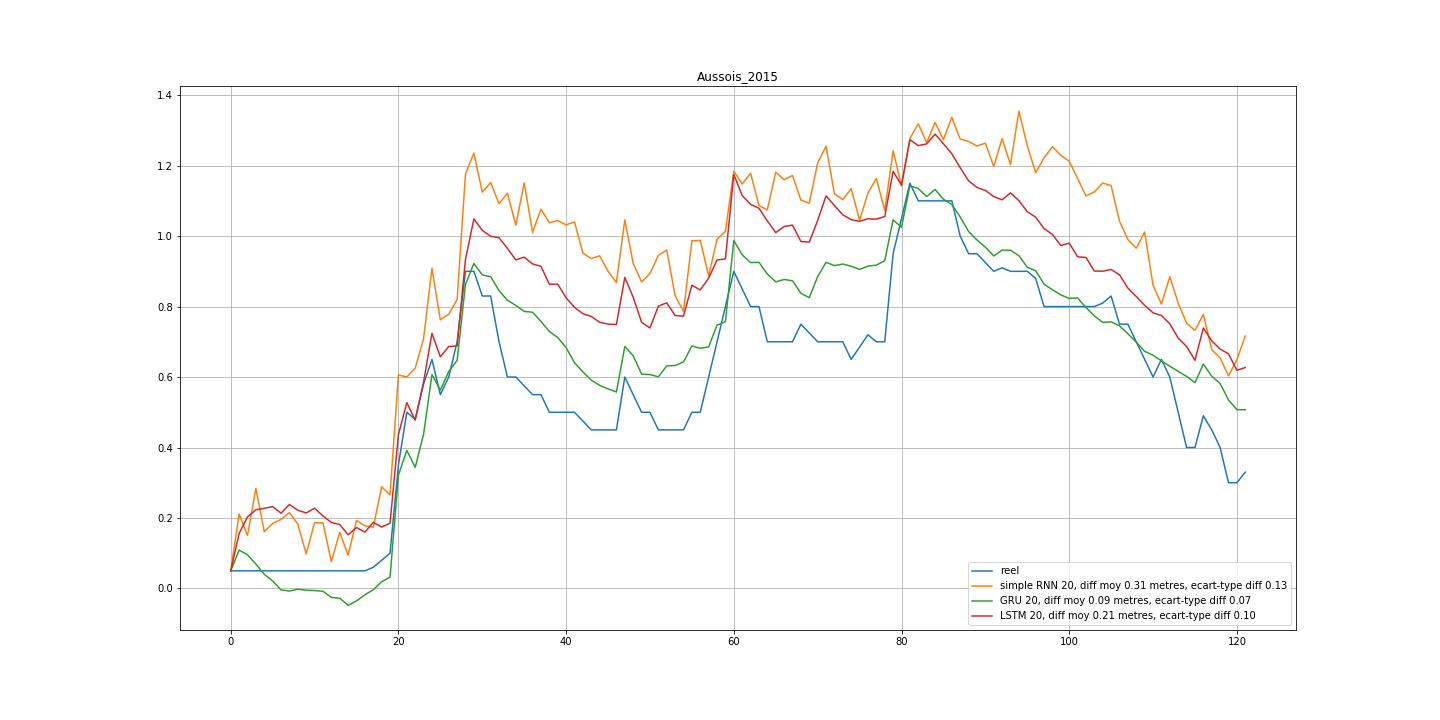 Aussois_2015
1.4
1.2
1.0
0.8
0.6
0.4
0.2
0.0
0 20 40 60 80 100 120
reel
simple RNN 20, diff moy 0.31 metres, ecart-type diff 0.13
GRU 20, diff moy 0.09 metres, ecart-type diff 0.07
LSTM 20, diff moy 0.21 metres, ecart-type diff 0.10